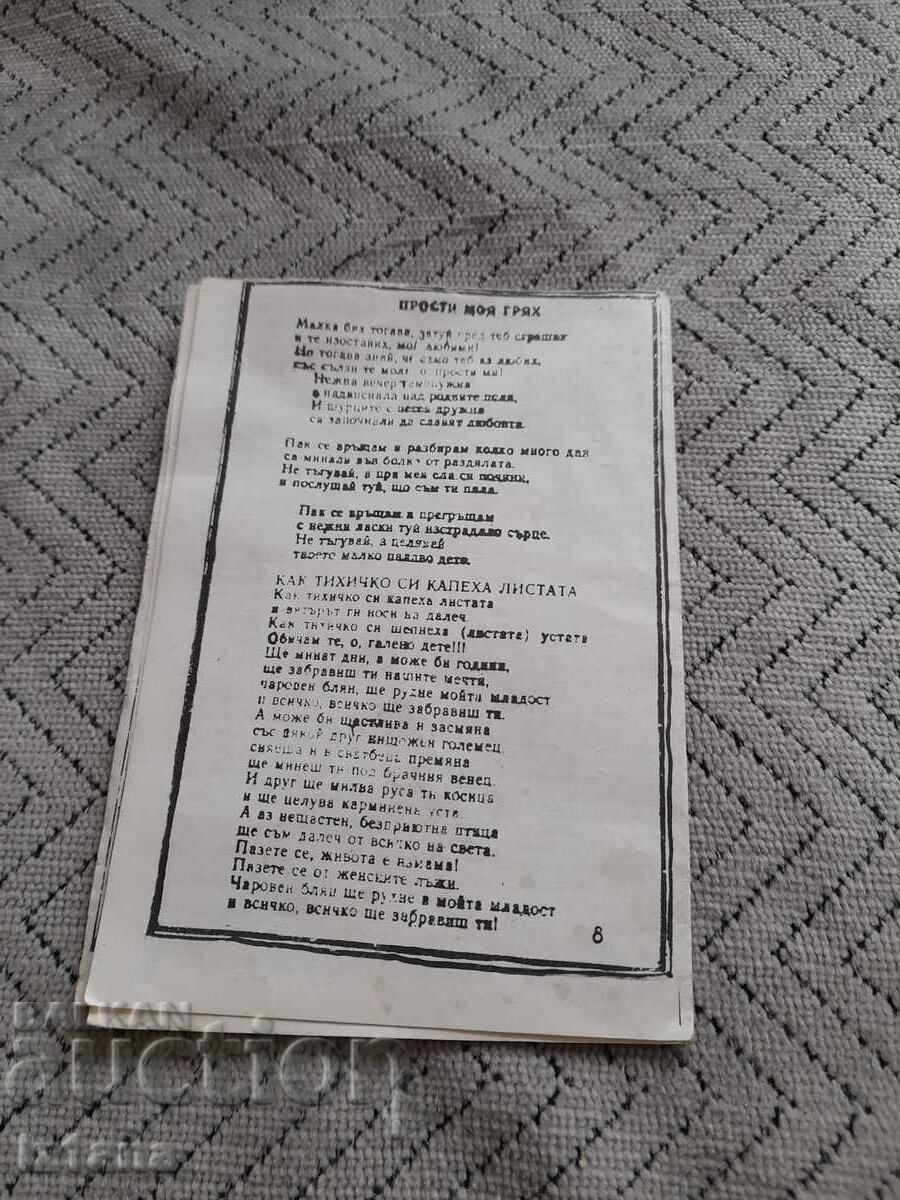 ПРОСТИ МОЯ ГРЯХ
Малка бях тогава, затуй пред теб сгреших
и те изоставих, мой любими!
Но тогава знай, че само теб аз любих,
със сълзи те моля о прости ми!
Нежна вечер теменужна
е надвиснала над родните поля,
И щурците с песен дружна
са започнали да славят любовта.
Пак се връщам и разбирам колко много дни
са минали във болка от раздялата.
Не тъгувай, а при мен ела си почини,
и послушай туй, що съм ти пяла.
Пак се връщам а прегръщам
с нежни ласки туй изстрадало сърце.
Не тъгувай, а целувай
твоето малко палаво дете.
КАК ТИХИЧКО СИ КАПЕХА ЛИСТАТА
Как тихичко си капеха листата
и вятърът ги носи на далеч
Как тихичко си шепнеха (листата) устата
Обичам те, о, галено дете!!!
Ще минат дни, а може би години,
ще забравиш ти нашите мечти,
чаровен блян, ще рухне мойта младост
и всичко, всичко ще забравиш ти.
А може би щастлива и засмяна
със някой друг книжежен големец,
сияеща и в сватбена премяна
ще минеш ти под брачния венец.
И друг ще милва руса ти косица
и ще целува карминена уста.
А аз нещастен, безприютна птица
ще съм далеч от всичко на света.
Пазете се, живота е измама!
Пазете се от женските лъжи.
Чаровен блян ще рухне в мойта младост
и всичко, всичко ще забравиш ти!
8
БАЛКАН
auction